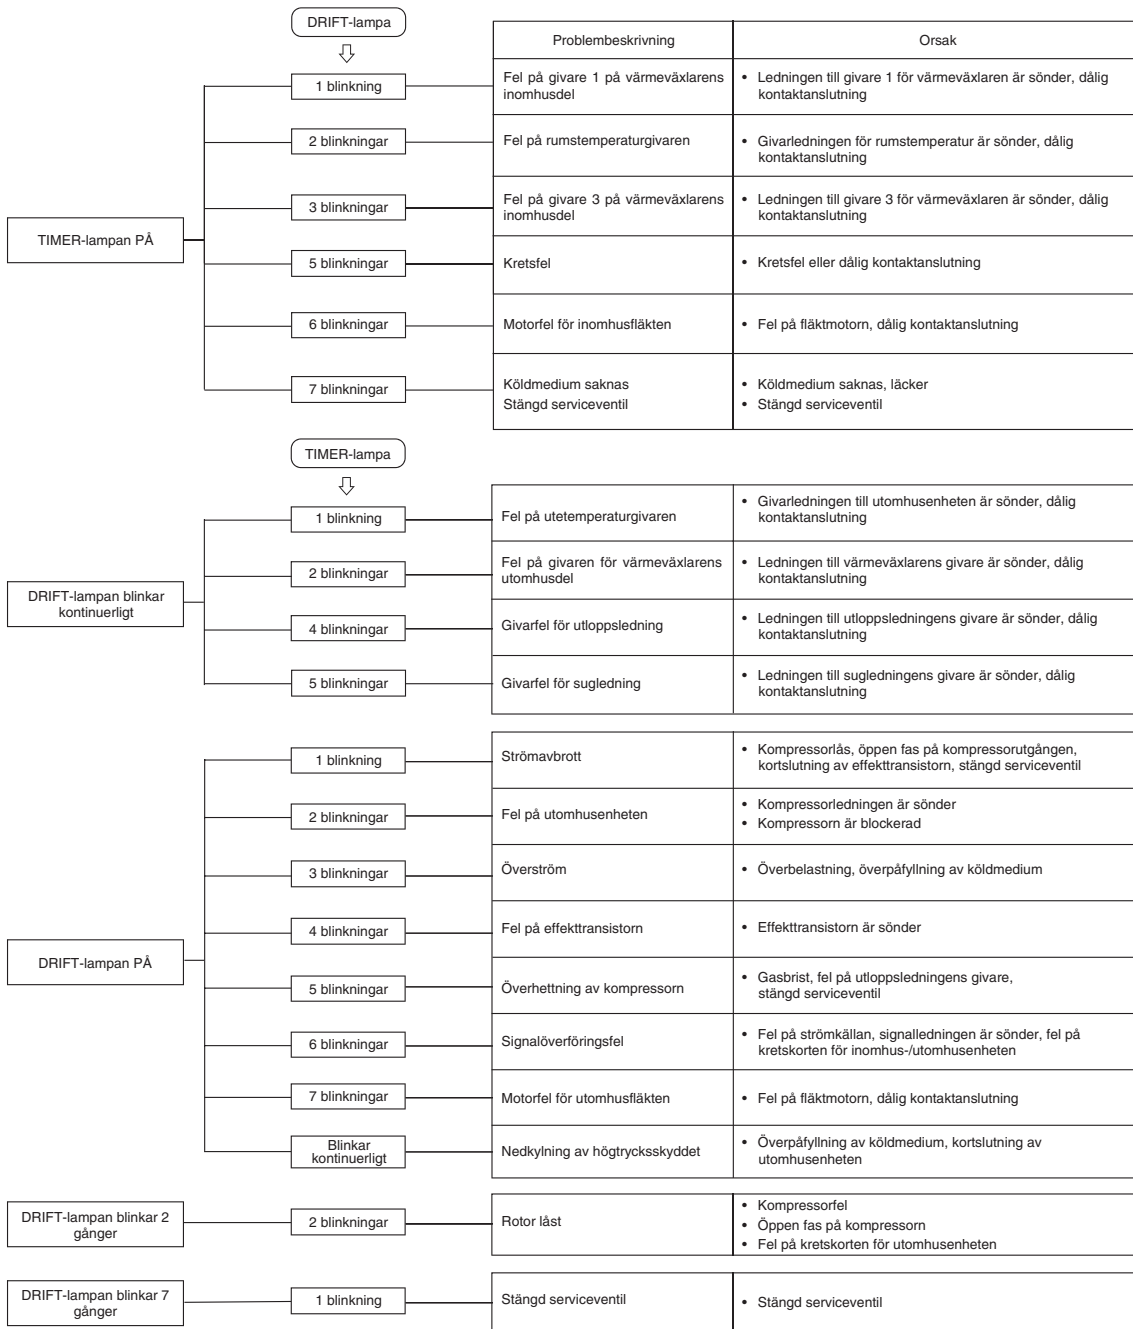 DRIFT-lampa
Problembeskrivning
Orsak
TIMER-lampan PÅ
1 blinkning
Fel på givare 1 på värmeväxlarens
inomhusdel
• Ledningen till givare 1 för värmeväxlaren är sönder, dålig
kontaktanslutning
2 blinkningar
Fel på rumstemperaturgivaren
• Givarledningen för rumstemperatur är sönder, dålig
kontaktanslutning
3 blinkningar
Fel på givare 3 på värmeväxlarens
inomhusdel
• Ledningen till givare 3 för värmeväxlaren är sönder, dålig
kontaktanslutning
5 blinkningar
Kretsfel
• Kretsfel eller dålig kontaktanslutning
6 blinkningar
Motorfel för inomhusfläkten
• Fel på fläktmotorn, dålig kontaktanslutning
7 blinkningar
Köldmedium saknas
Stängd serviceventil
• Köldmedium saknas, läcker
• Stängd serviceventil
TIMER-lampa
DRIFT-lampan blinkar
kontinuerligt
1 blinkning
Fel på utetemperaturgivaren
• Givarledningen till utomhusenheten är sönder, dålig
kontaktanslutning
2 blinkningar
Fel på givaren för värmeväxlarens
utomhusdel
• Ledningen till värmeväxlarens givare är sönder, dålig
kontaktanslutning
4 blinkningar
Givarfel för utloppsledning
• Ledningen till utloppsledningens givare är sönder, dålig
kontaktanslutning
5 blinkningar
Givarfel för sugledning
• Ledningen till sugledningens givare är sönder, dålig
kontaktanslutning
DRIFT-lampan PÅ
1 blinkning
Strömavbrott
• Kompressorlås, öppen fas på kompressorutgången,
kortslutning av effekttransistorn, stängd serviceventil
2 blinkningar
Fel på utomhusenheten
• Kompressorledningen är sönder
• Kompressorn är blockerad
3 blinkningar
Överström
• Överbelastning, överpåfyllning av köldmedium
4 blinkningar
Fel på effekttransistorn
• Effekttransistorn är sönder
5 blinkningar
Överhettning av kompressorn
• Gasbrist, fel på utloppsledningens givare,
stängd serviceventil
6 blinkningar
Signalöverföringsfel
• Fel på strömkällan, signalledningen är sönder, fel på
kretskorten för inomhus-/utomhusenheten
7 blinkningar
Motorfel för utomhusfläkten
• Fel på fläktmotorn, dålig kontaktanslutning
Blinkar
kontinuerligt
Nedkylning av högtrycksskyddet
• Överpåfyllning av köldmedium, kortslutning av
utomhusenheten
DRIFT-lampan blinkar 2
gånger
2 blinkningar
Rotor låst
• Kompressorfel
• Öppen fas på kompressorn
• Fel på kretskorten för utomhusenheten
DRIFT-lampan blinkar 7
gånger
1 blinkning
Stängd serviceventil
• Stängd serviceventil